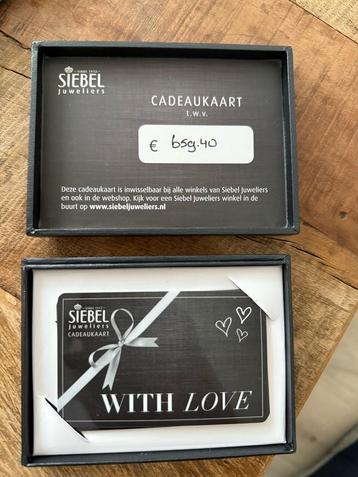 SINDS 1913
SIEBEL
Juweliers
CADEAUKAART
t.w.v.
€ 659.40
Deze cadeaukaart is inwisselbaar bij alle winkels van Siebel Juweliers
en ook in de webshop. Kijk voor een Siebel Juweliers winkel in de
buurt op www.siebeljuweliers.nl
SIEBEL
Juweliers
CADEAUKAART
WITH LOVE